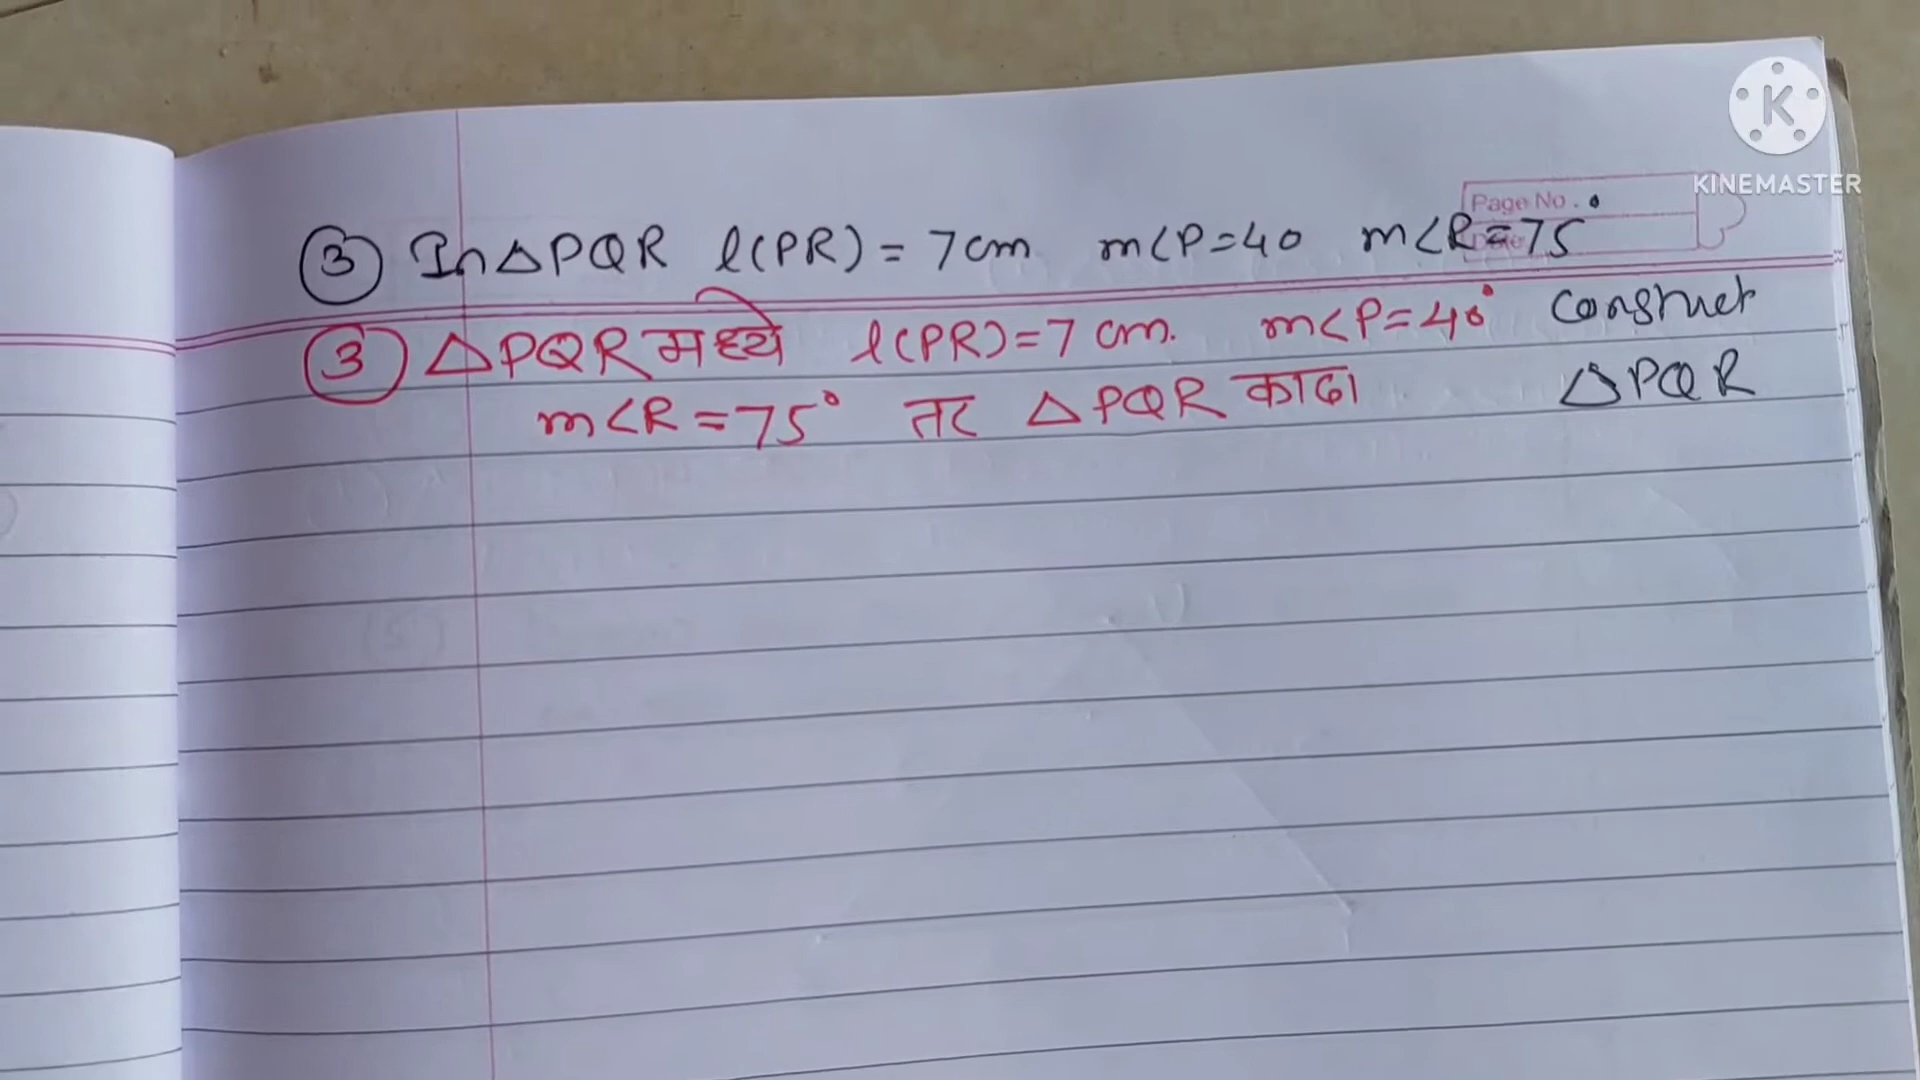 KINEMASTER
Page No.
③ In △PQR l(PR) = 7cm m<P=40 m<R=75°
③ △PQR मध्ये l(PR)=7 cm. m<P=40° construct
m<R=75° तर △PQR काढा △PQR